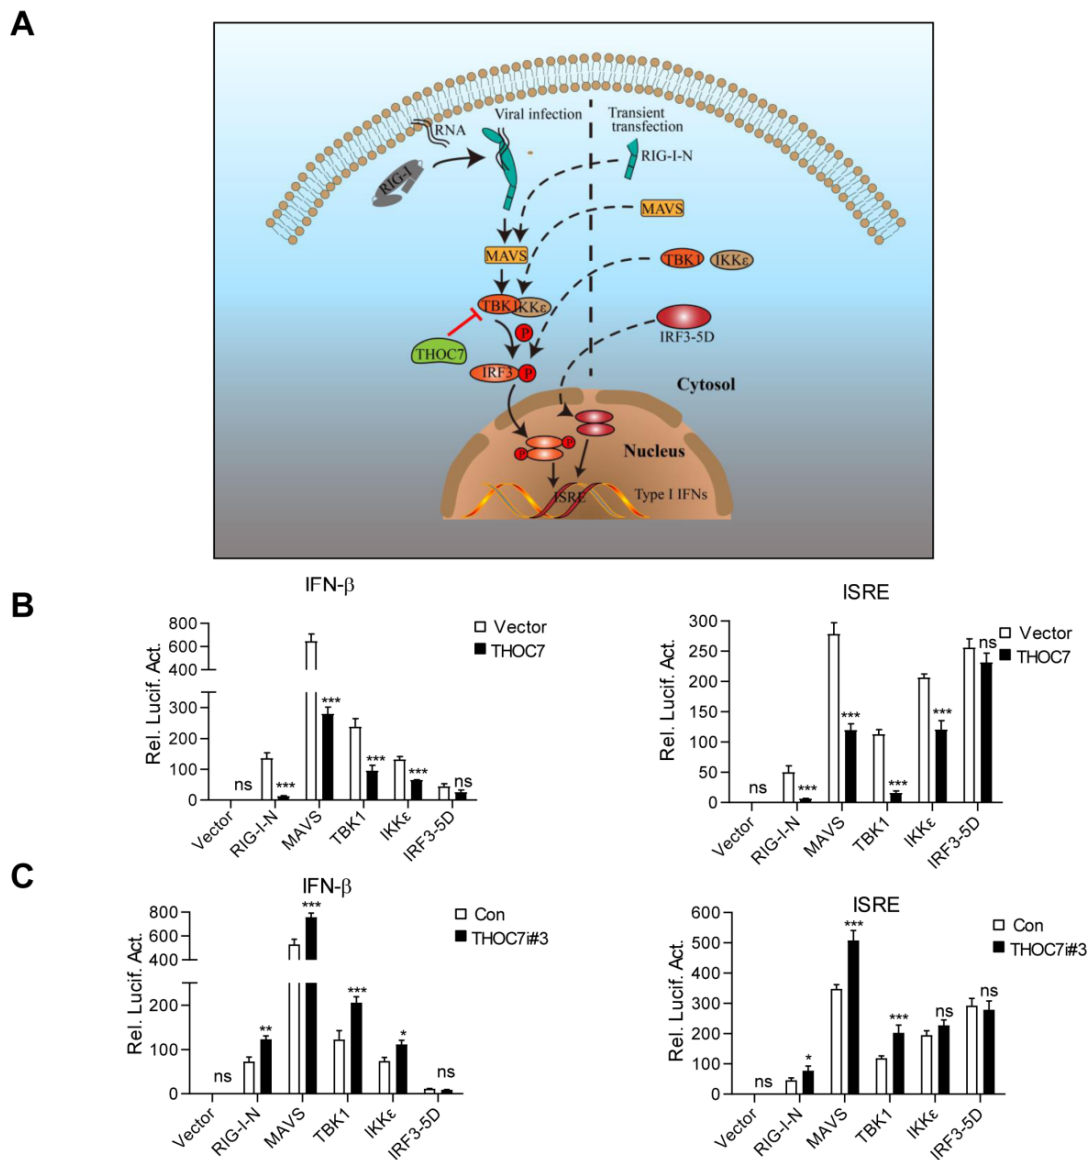 A
Viral infection
Transient
transfection
RNA
RIG-I-N
RIG-I
MAVS
MAVS
TBK1
IKKε
TBK1
IKKε
P
IRF3-5D
THOC7
IRF3
P
Cytosol
P
P
Nucleus
ISRE
Type I IFNs
B
IFN-β
Rel. Lucif. Act.
800
600
400
300
200
100
0
Vector
THOC7
ns
***
***
***
***
ns
Vector
RIG-I-N
MAVS
TBK1
IKKε
IRF3-5D
ISRE
Rel. Lucif. Act.
300
250
200
150
100
50
0
Vector
THOC7
ns
***
***
***
***
ns
Vector
RIG-I-N
MAVS
TBK1
IKKε
IRF3-5D
C
IFN-β
Rel. Lucif. Act.
800
600
400
200
100
0
Con
THOC7i#3
ns
**
***
***
*
ns
Vector
RIG-I-N
MAVS
TBK1
IKKε
IRF3-5D
ISRE
Rel. Lucif. Act.
600
500
400
300
200
100
0
Con
THOC7i#3
ns
*
***
***
ns
ns
Vector
RIG-I-N
MAVS
TBK1
IKKε
IRF3-5D